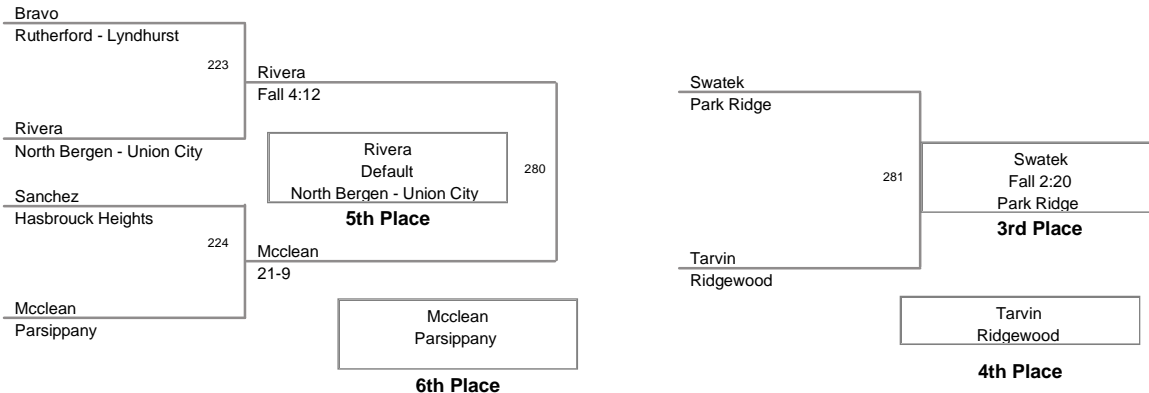 Bravo
Rutherford - Lyndhurst
223
Rivera
Fall 4:12
Rivera
North Bergen - Union City
Rivera
Default
North Bergen - Union City
5th Place
280
Sanchez
Hasbrouck Heights
224
Mcclean
21-9
Mcclean
Parsippany
Mcclean
Parsippany
6th Place
Swatek
Park Ridge
281
Swatek
Fall 2:20
Park Ridge
3rd Place
Tarvin
Ridgewood
Tarvin
Ridgewood
4th Place